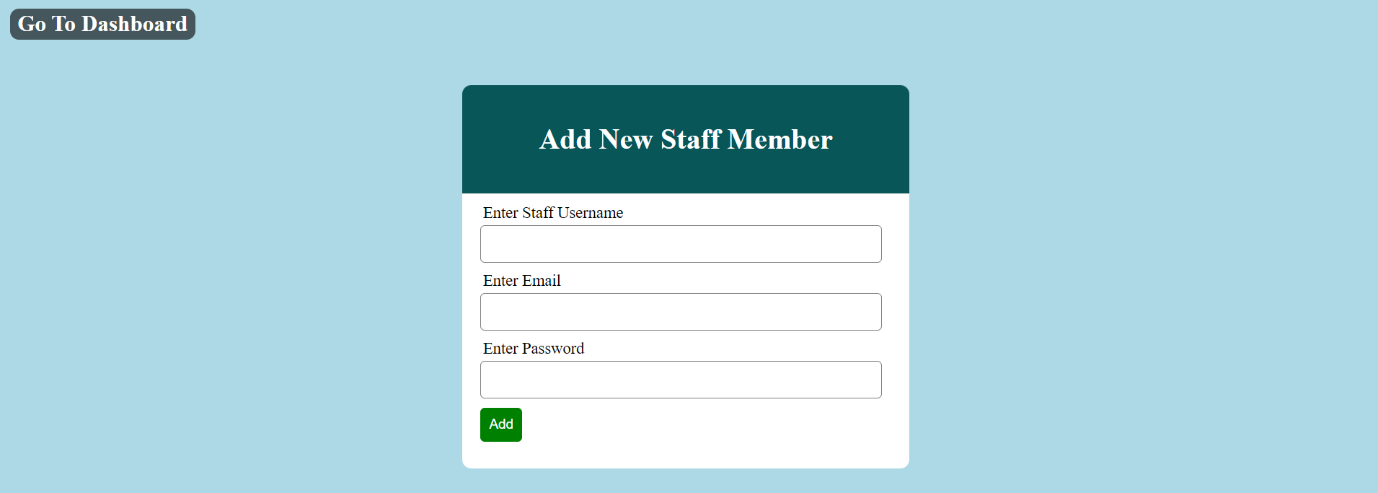 Go To Dashboard
Add New Staff Member
Enter Staff Username
Enter Email
Enter Password
Add